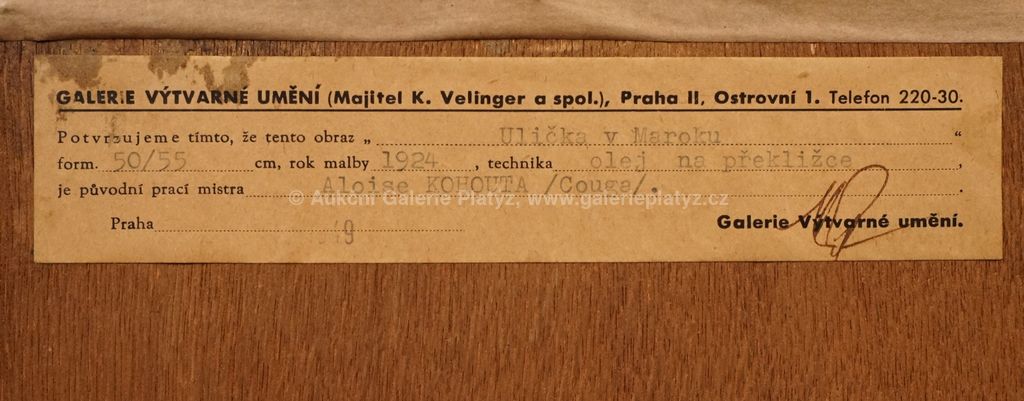 GALERIE VÝTVARNÉ UMĚNÍ (Majitel K. Velinger a spol.), Praha II, Ostrovní 1. Telefon 220-30.
Potvrzujeme tímto, že tento obraz „ Ulička v Maroku “
form. 50/55 cm, rok malby 1924 , technika olej na překližce ,
je původní prací mistra Aloise KOHOUTA /Couga/. .
© Aukční Galerie Platýz, www.galerieplatyz.cz
Praha 49 Galerie Výtvarné umění.